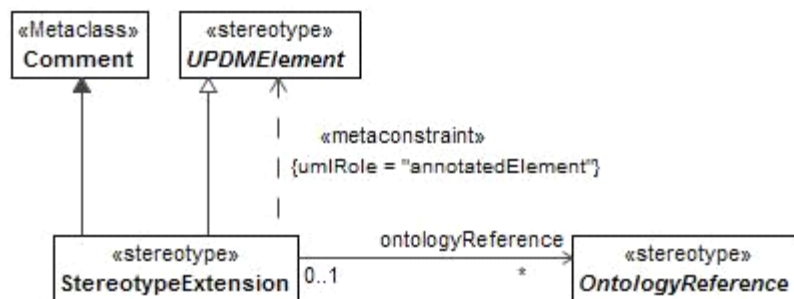 «Metaclass»
Comment
«stereotype»
UPDMElement
«metaconstraint»
{umlRole = "annotatedElement"}
«stereotype»
StereotypeExtension
ontologyReference
0..1
*
«stereotype»
OntologyReference